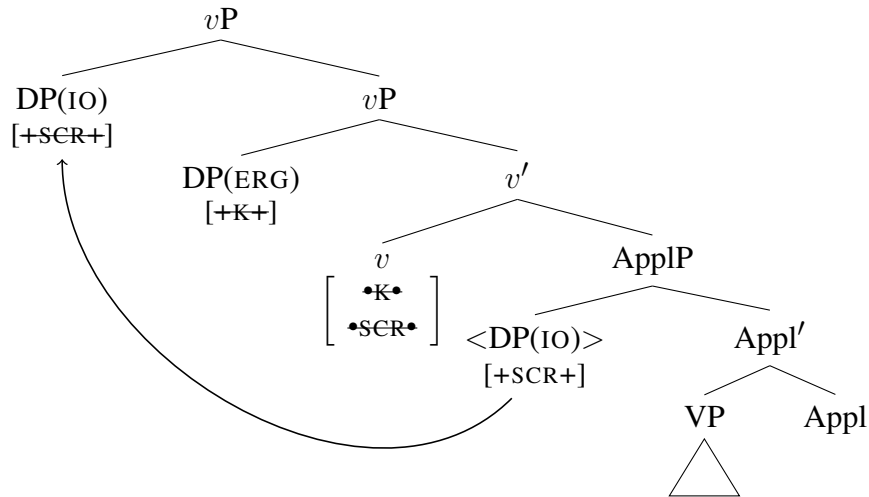 vP
DP(IO) vP
[+SCR+]
DP(ERG) v′
[+K+]
v ApplP
•K•
•SCR• <DP(IO)> Appl′
[+SCR+]
VP Appl